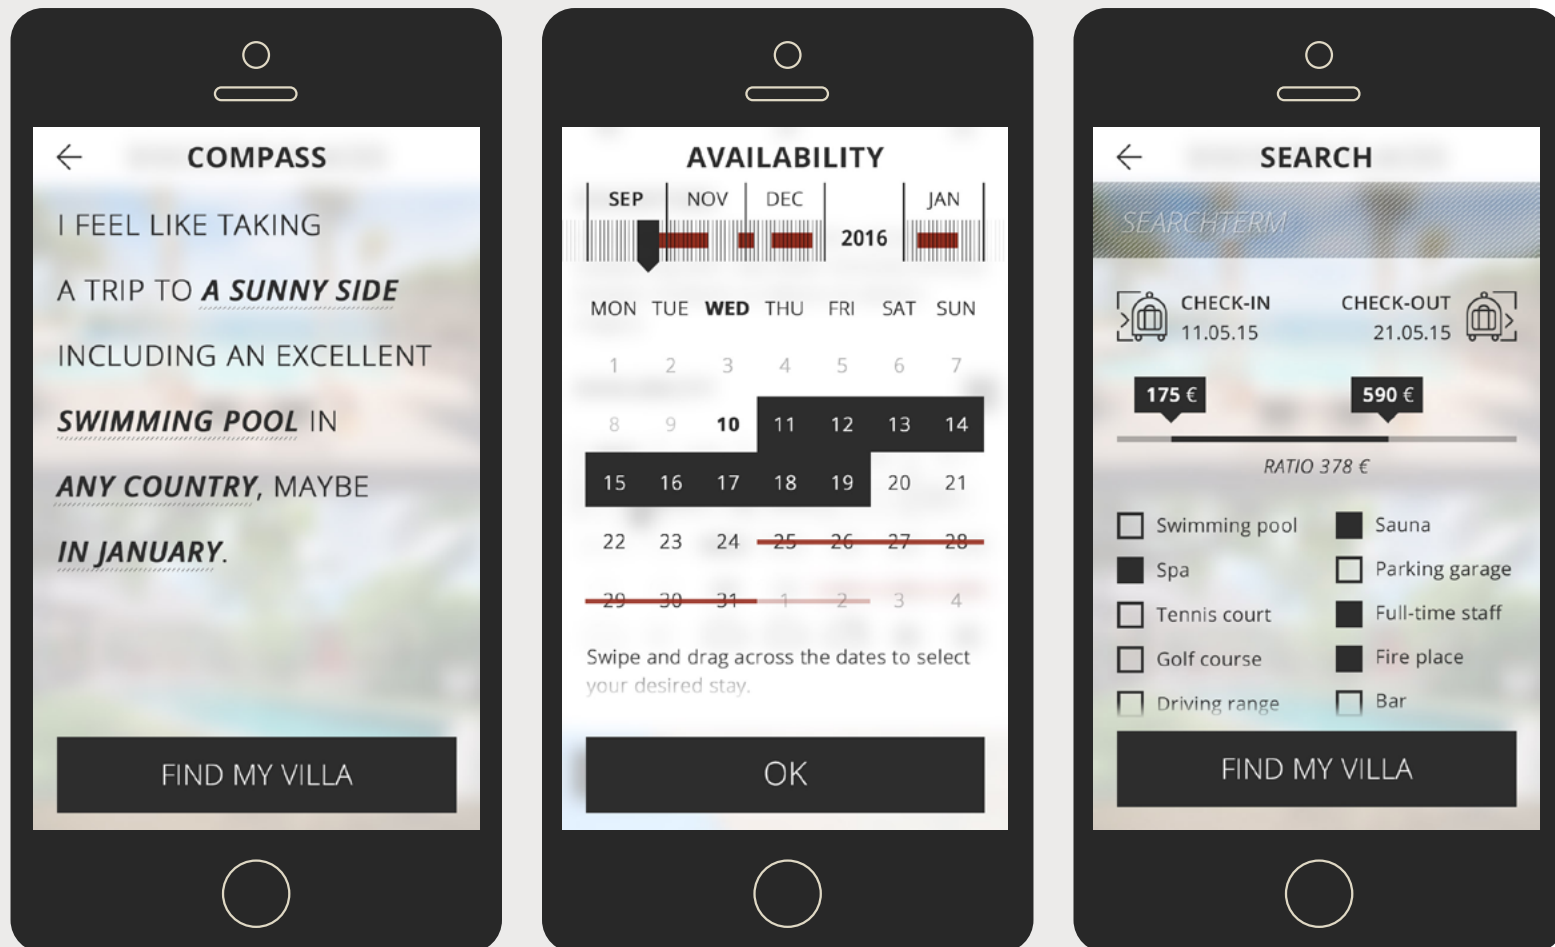 COMPASS
I FEEL LIKE TAKING
A TRIP TO A SUNNY SIDE
INCLUDING AN EXCELLENT
SWIMMING POOL IN
ANY COUNTRY, MAYBE
IN JANUARY.
FIND MY VILLA
AVAILABILITY
SEP NOV DEC JAN
2016
MON TUE WED THU FRI SAT SUN
1 2 3 4 5 6 7
8 9 10 11 12 13 14
15 16 17 18 19 20 21
22 23 24 25 26 27 28
29 30 31 1 2 3 4
Swipe and drag across the dates to select
your desired stay.
OK
SEARCH
SEARCHTERM
CHECK-IN CHECK-OUT
11.05.15 21.05.15
175 € 590 €
RATIO 378 €
Swimming pool Sauna
Spa Parking garage
Tennis court Full-time staff
Golf course Fire place
Driving range Bar
FIND MY VILLA